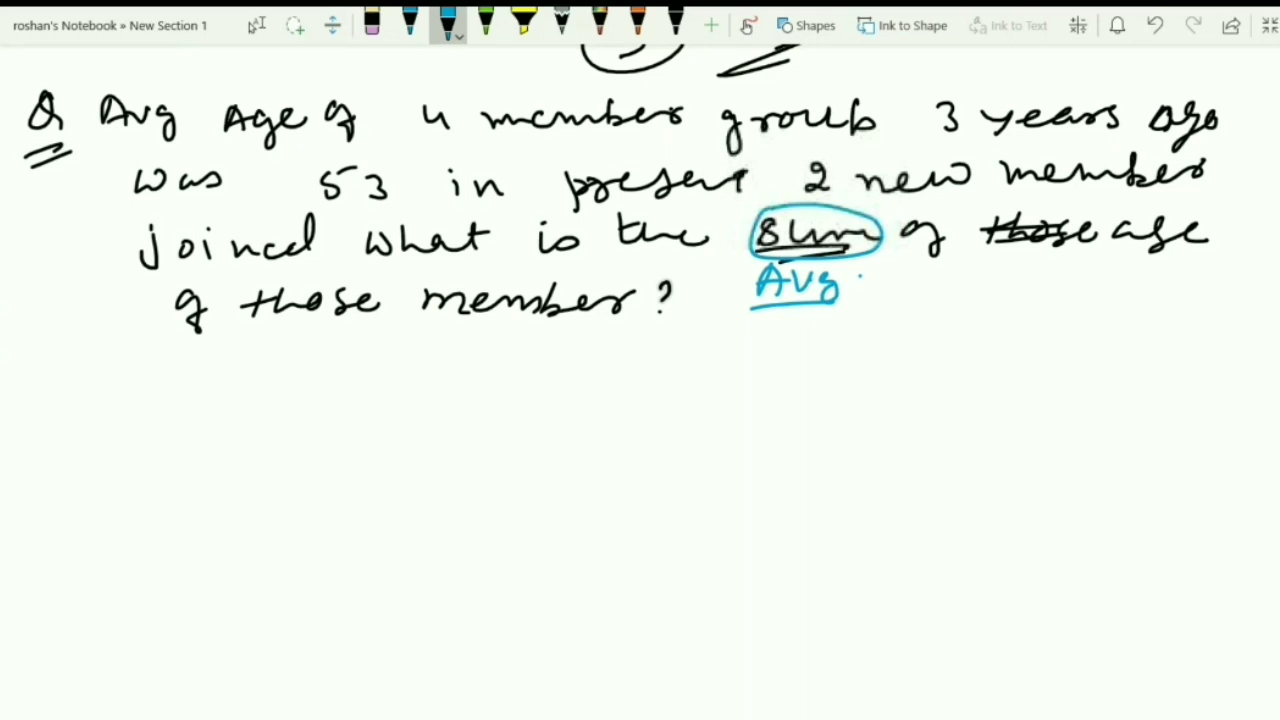 roshan's Notebook » New Section 1
Shapes
Ink to Shape
Ink to Text
Q Avg Age of 4 member group 3 years ago
was 53 in present 2 new member
joined what is the sum of those age
Avg.
of those member?